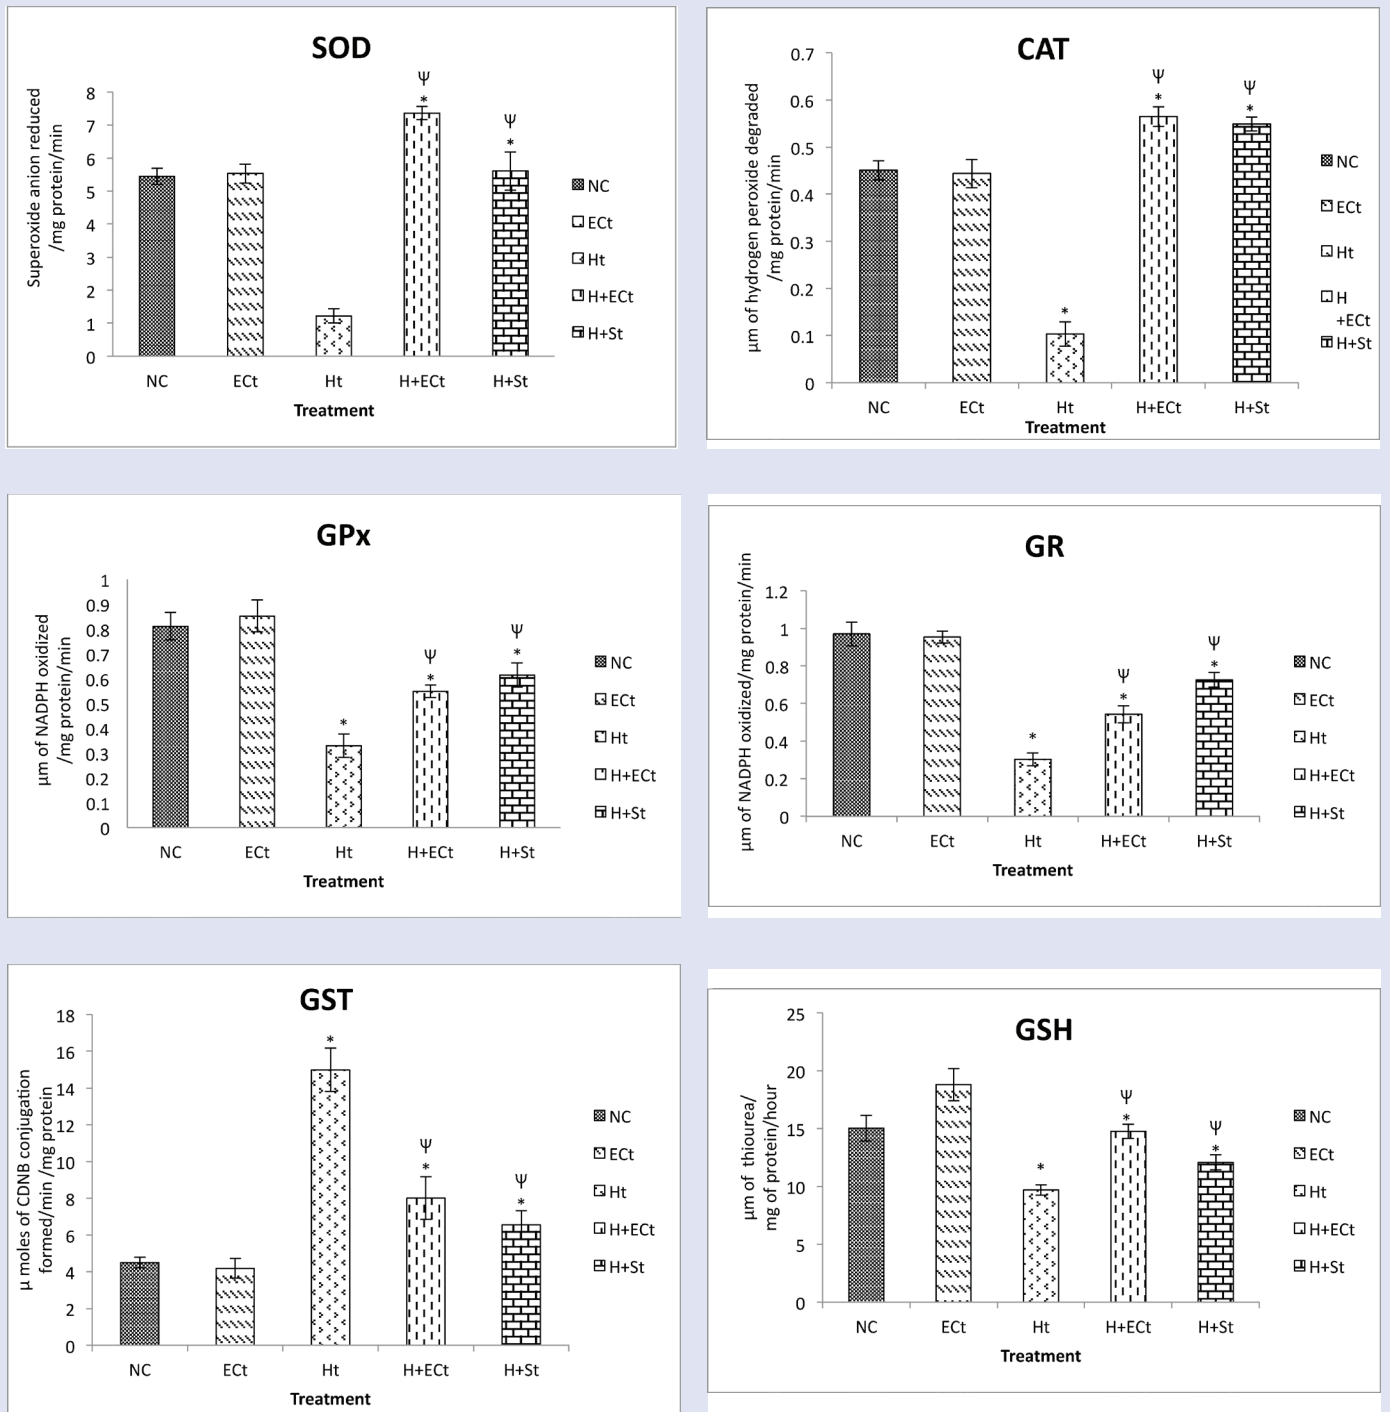 SOD
Superoxide anion reduced
/mg protein/min
8
7
6
5
4
3
2
1
0
Ψ
*
Ψ
*
NC
ECt
Ht
H+ECt
H+St
NC ECt Ht H+ECt H+St
Treatment
CAT
µm of hydrogen peroxide degraded
/mg protein/min
0.7
0.6
0.5
0.4
0.3
0.2
0.1
0
*
Ψ
*
Ψ
*
NC
ECt
Ht
H
+ECt
H+St
NC ECt Ht H+ECt H+St
Treatment
GPx
µm of NADPH oxidized
/mg protein/min
1
0.9
0.8
0.7
0.6
0.5
0.4
0.3
0.2
0.1
0
*
Ψ
*
Ψ
*
NC
ECt
Ht
H+ECt
H+St
NC ECt Ht H+ECt H+St
Treatment
GR
µm of NADPH oxidized/mg protein/min
1.2
1
0.8
0.6
0.4
0.2
0
*
Ψ
*
Ψ
*
NC
ECt
Ht
H+ECt
H+St
NC ECt Ht H+ECt H+St
Treatment
GST
µ moles of CDNB conjugation
formed/min /mg protein
18
16
14
12
10
8
6
4
2
0
*
Ψ
*
Ψ
*
NC
ECt
Ht
H+ECt
H+St
NC ECt Ht H+ECt H+St
Treatment
GSH
µm of thiourea/
mg of protein/hour
25
20
15
10
5
0
*
Ψ
*
Ψ
*
NC
ECt
Ht
H+ECt
H+St
NC ECt Ht H+ECt H+St
Treatment